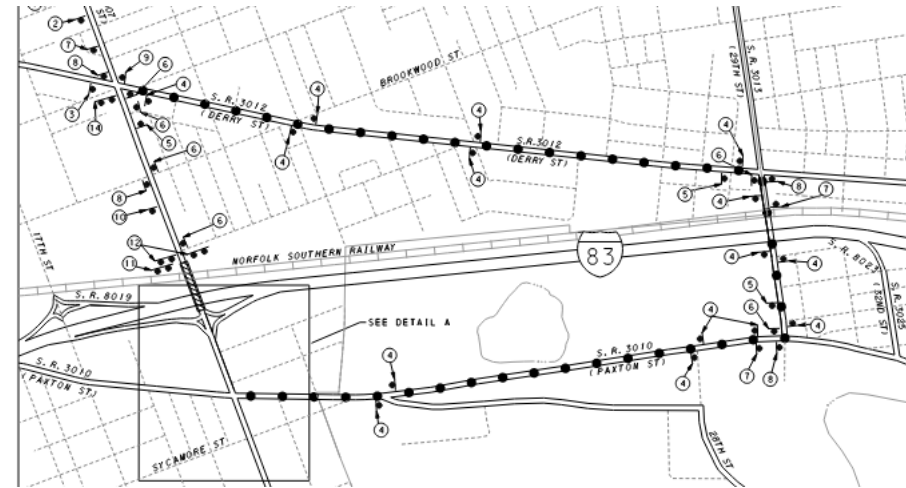 07
ST)
2
7
8
9
6
4
3
14
6
5
S.R. 3012
(DERRY ST)
4
4
BROOKWOOD ST.
4
S.R.3012
(DERRY ST)
4
S.R. 3013
(29TH ST)
4
6
5
4
8
7
6
8
10
6
12
11
17TH ST
NORFOLK SOUTHERN RAILWAY
83
4
4
S.R. 8023
S.R. 3025
(32ND ST)
5
6
4
S.R. 8019
SEE DETAIL A
4
S.R. 3010
(PAXTON ST)
4
4
S.R. 3010
(PAXTON ST)
4
7
8
SYCAMORE ST.
28TH ST